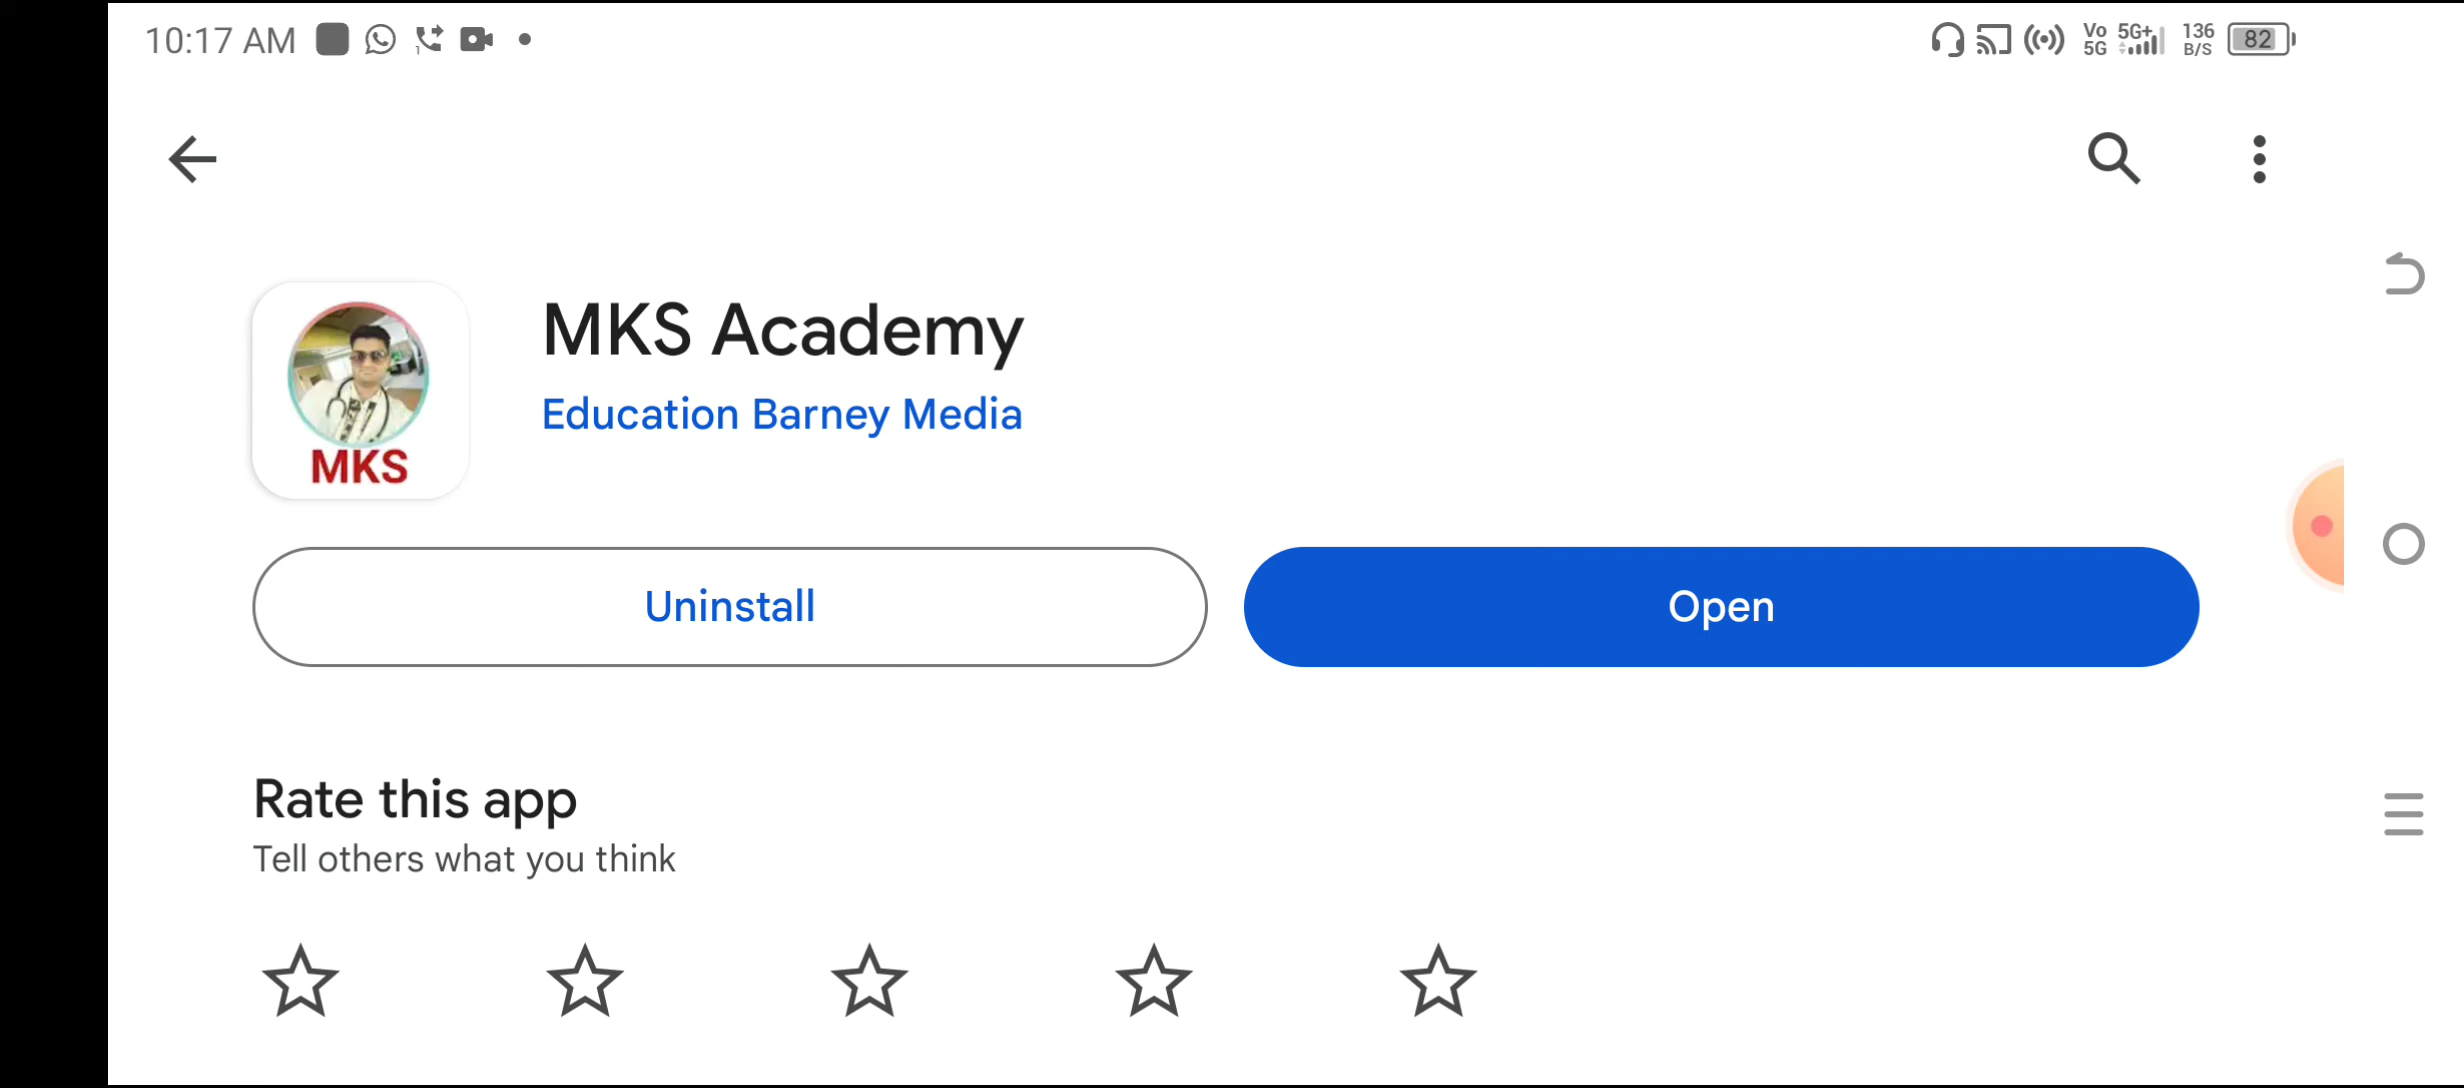 10:17 AM
1
Vo 5G 5G+ 136 B/S 82
MKS Academy
Education Barney Media
MKS
Uninstall
Open
Rate this app
Tell others what you think